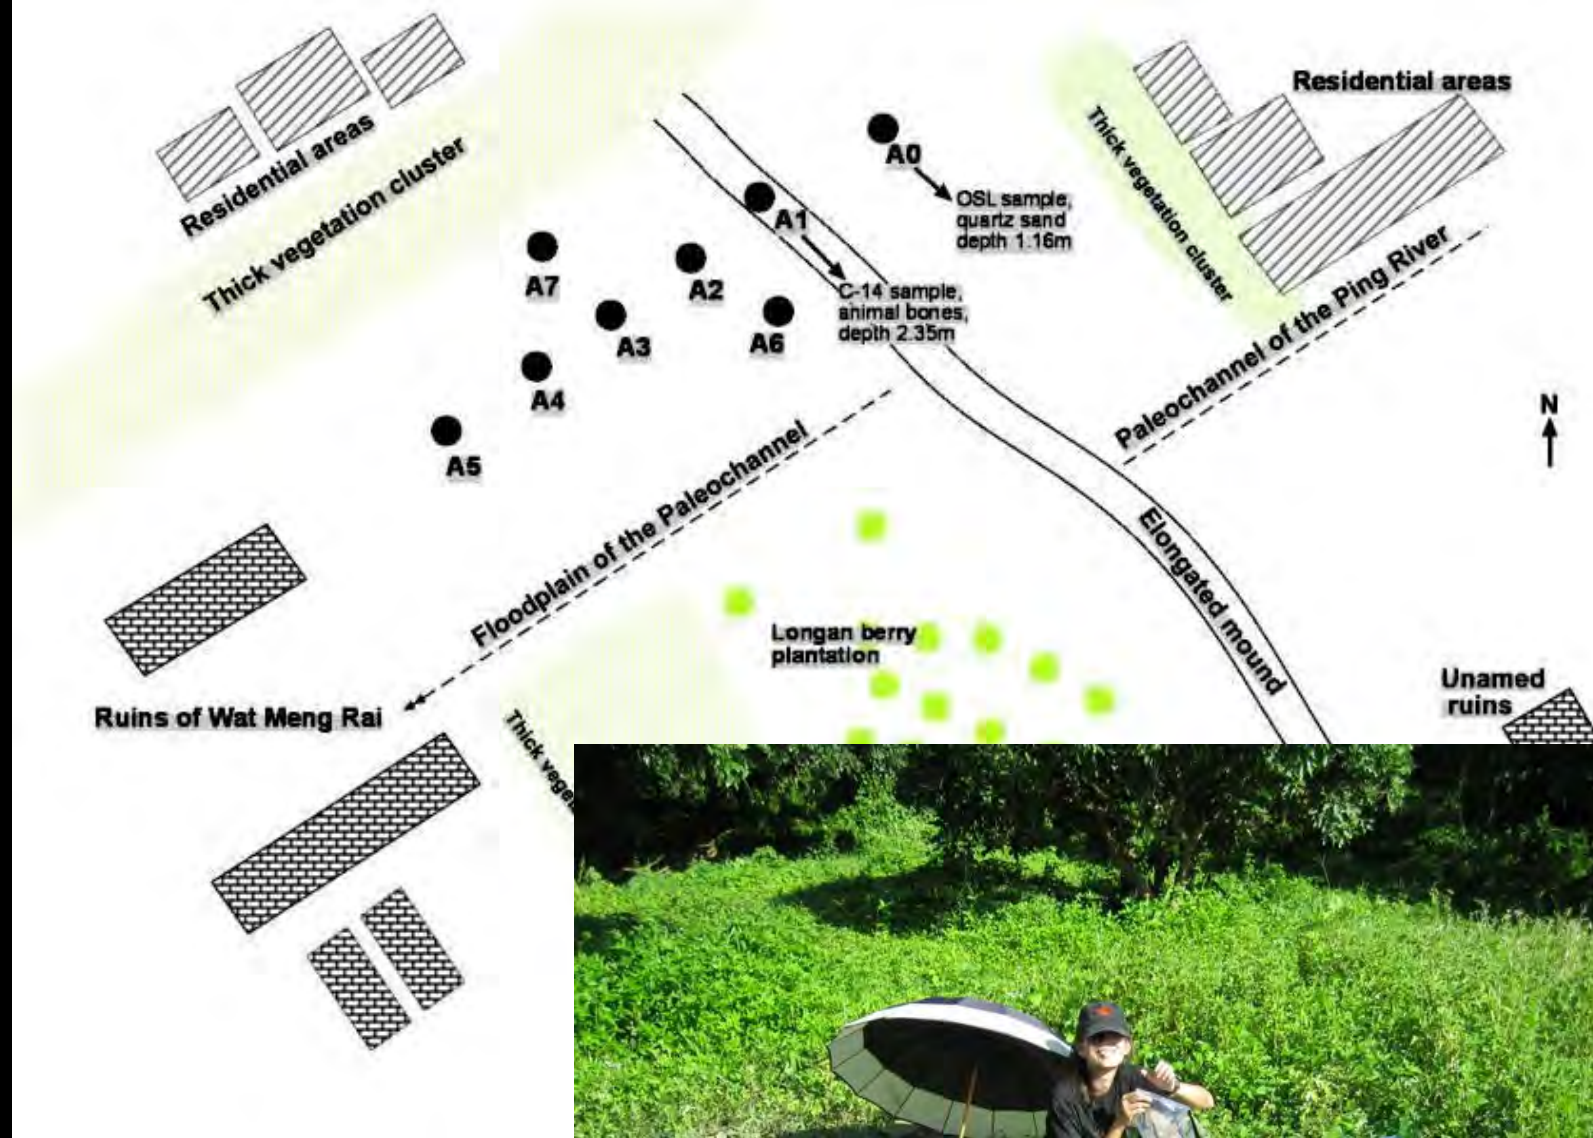 Residential areas
Thick vegetation cluster
Residential areas
Thick vegetation cluster
A0
OSL sample,
quartz sand
depth 1.16m
A1
C-14 sample,
animal bones,
depth 2.35m
A7
A2
A3
A6
A4
A5
Paleochannel of the Ping River
N
Floodplain of the Paleochannel
Elongated mound
Longan berry
plantation
Unamed
ruins
Ruins of Wat Meng Rai
Thick